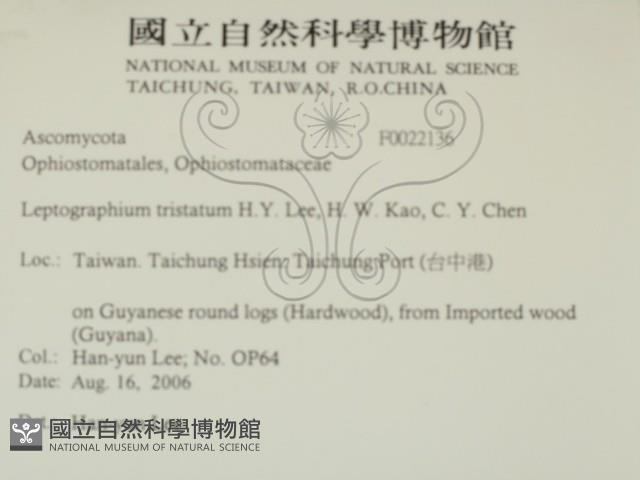 國立自然科學博物館
NATIONAL MUSEUM OF NATURAL SCIENCE
TAICHUNG, TAIWAN, R.O.CHINA
Ascomycota F0022136
Ophiostomatales, Ophiostomataceae
Leptographium tristatum H.Y. Lee, H. W. Kao, C. Y. Chen
Loc.: Taiwan. Taichung Hsien, Taichung Port (台中港)
on Guyanese round logs (Hardwood), from Imported wood
(Guyana).
Col.: Han-yun Lee; No. OP64
Date: Aug. 16, 2006
國立自然科學博物館
NATIONAL MUSEUM OF NATURAL SCIENCE